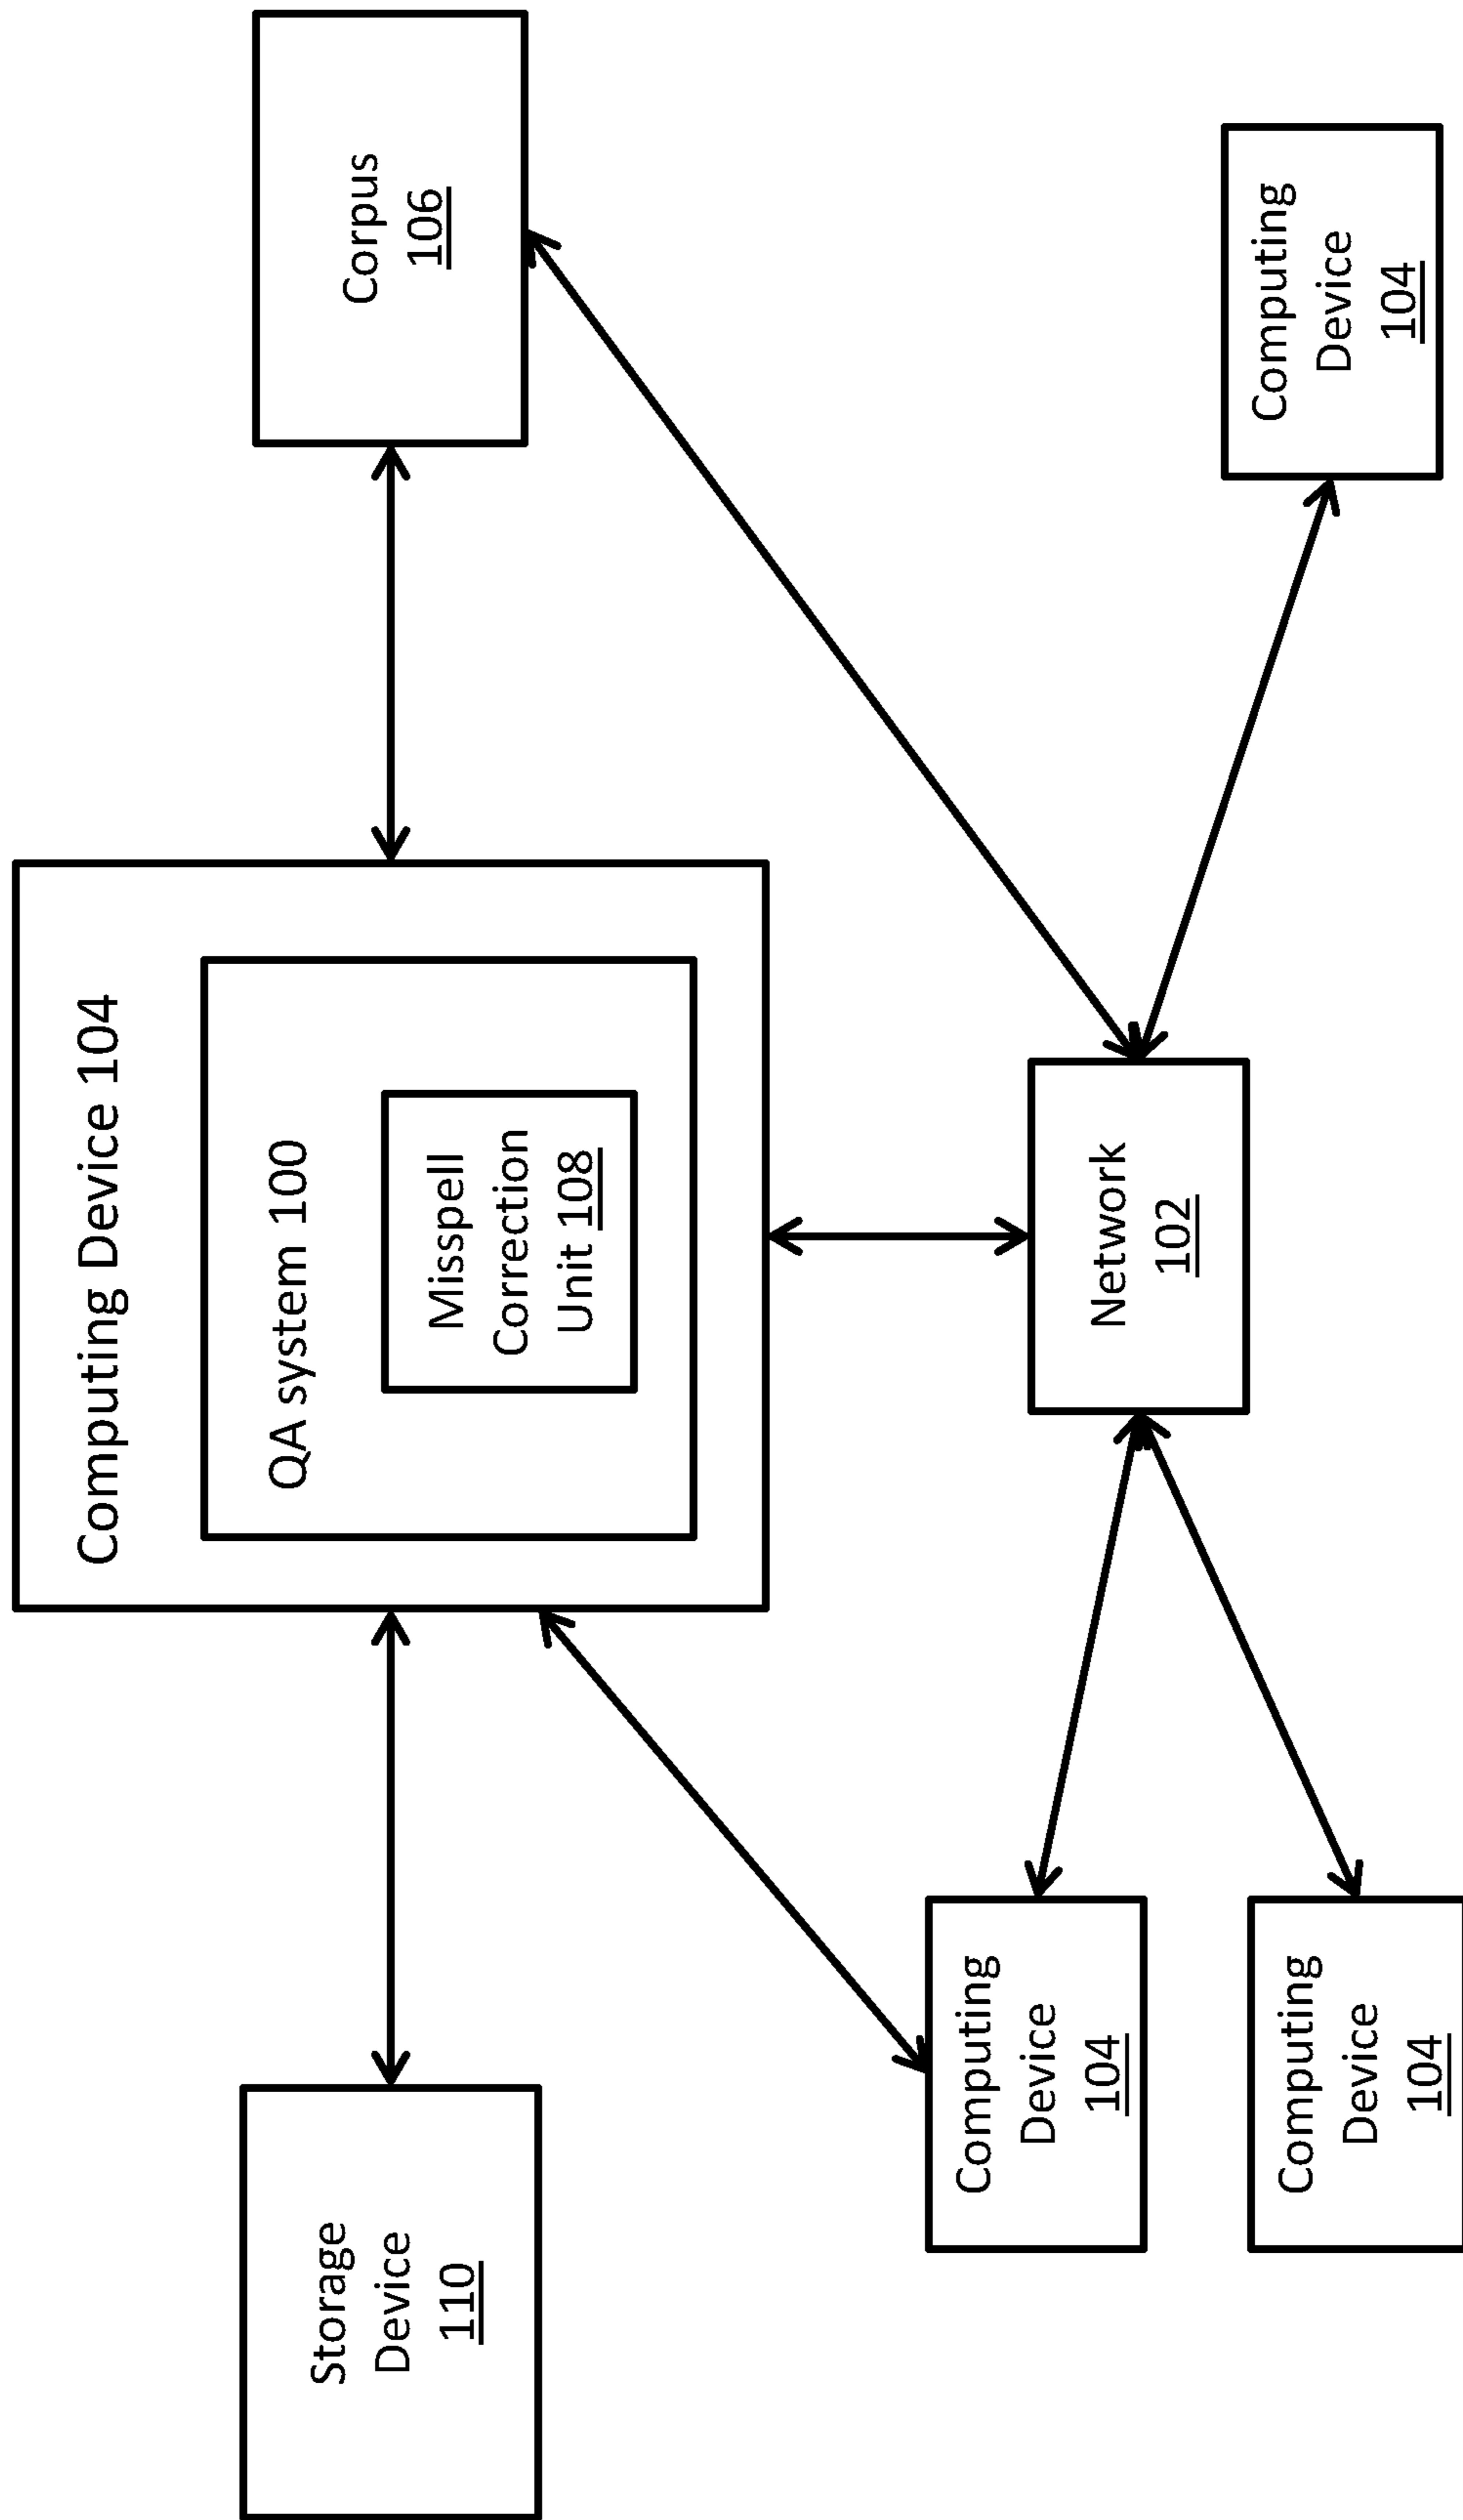 Computing Device 104
QA system 100
Misspell
Correction
Unit 108
Storage
Device
110
Corpus
106
Network
102
Computing
Device
104
Computing
Device
104
Computing
Device
104